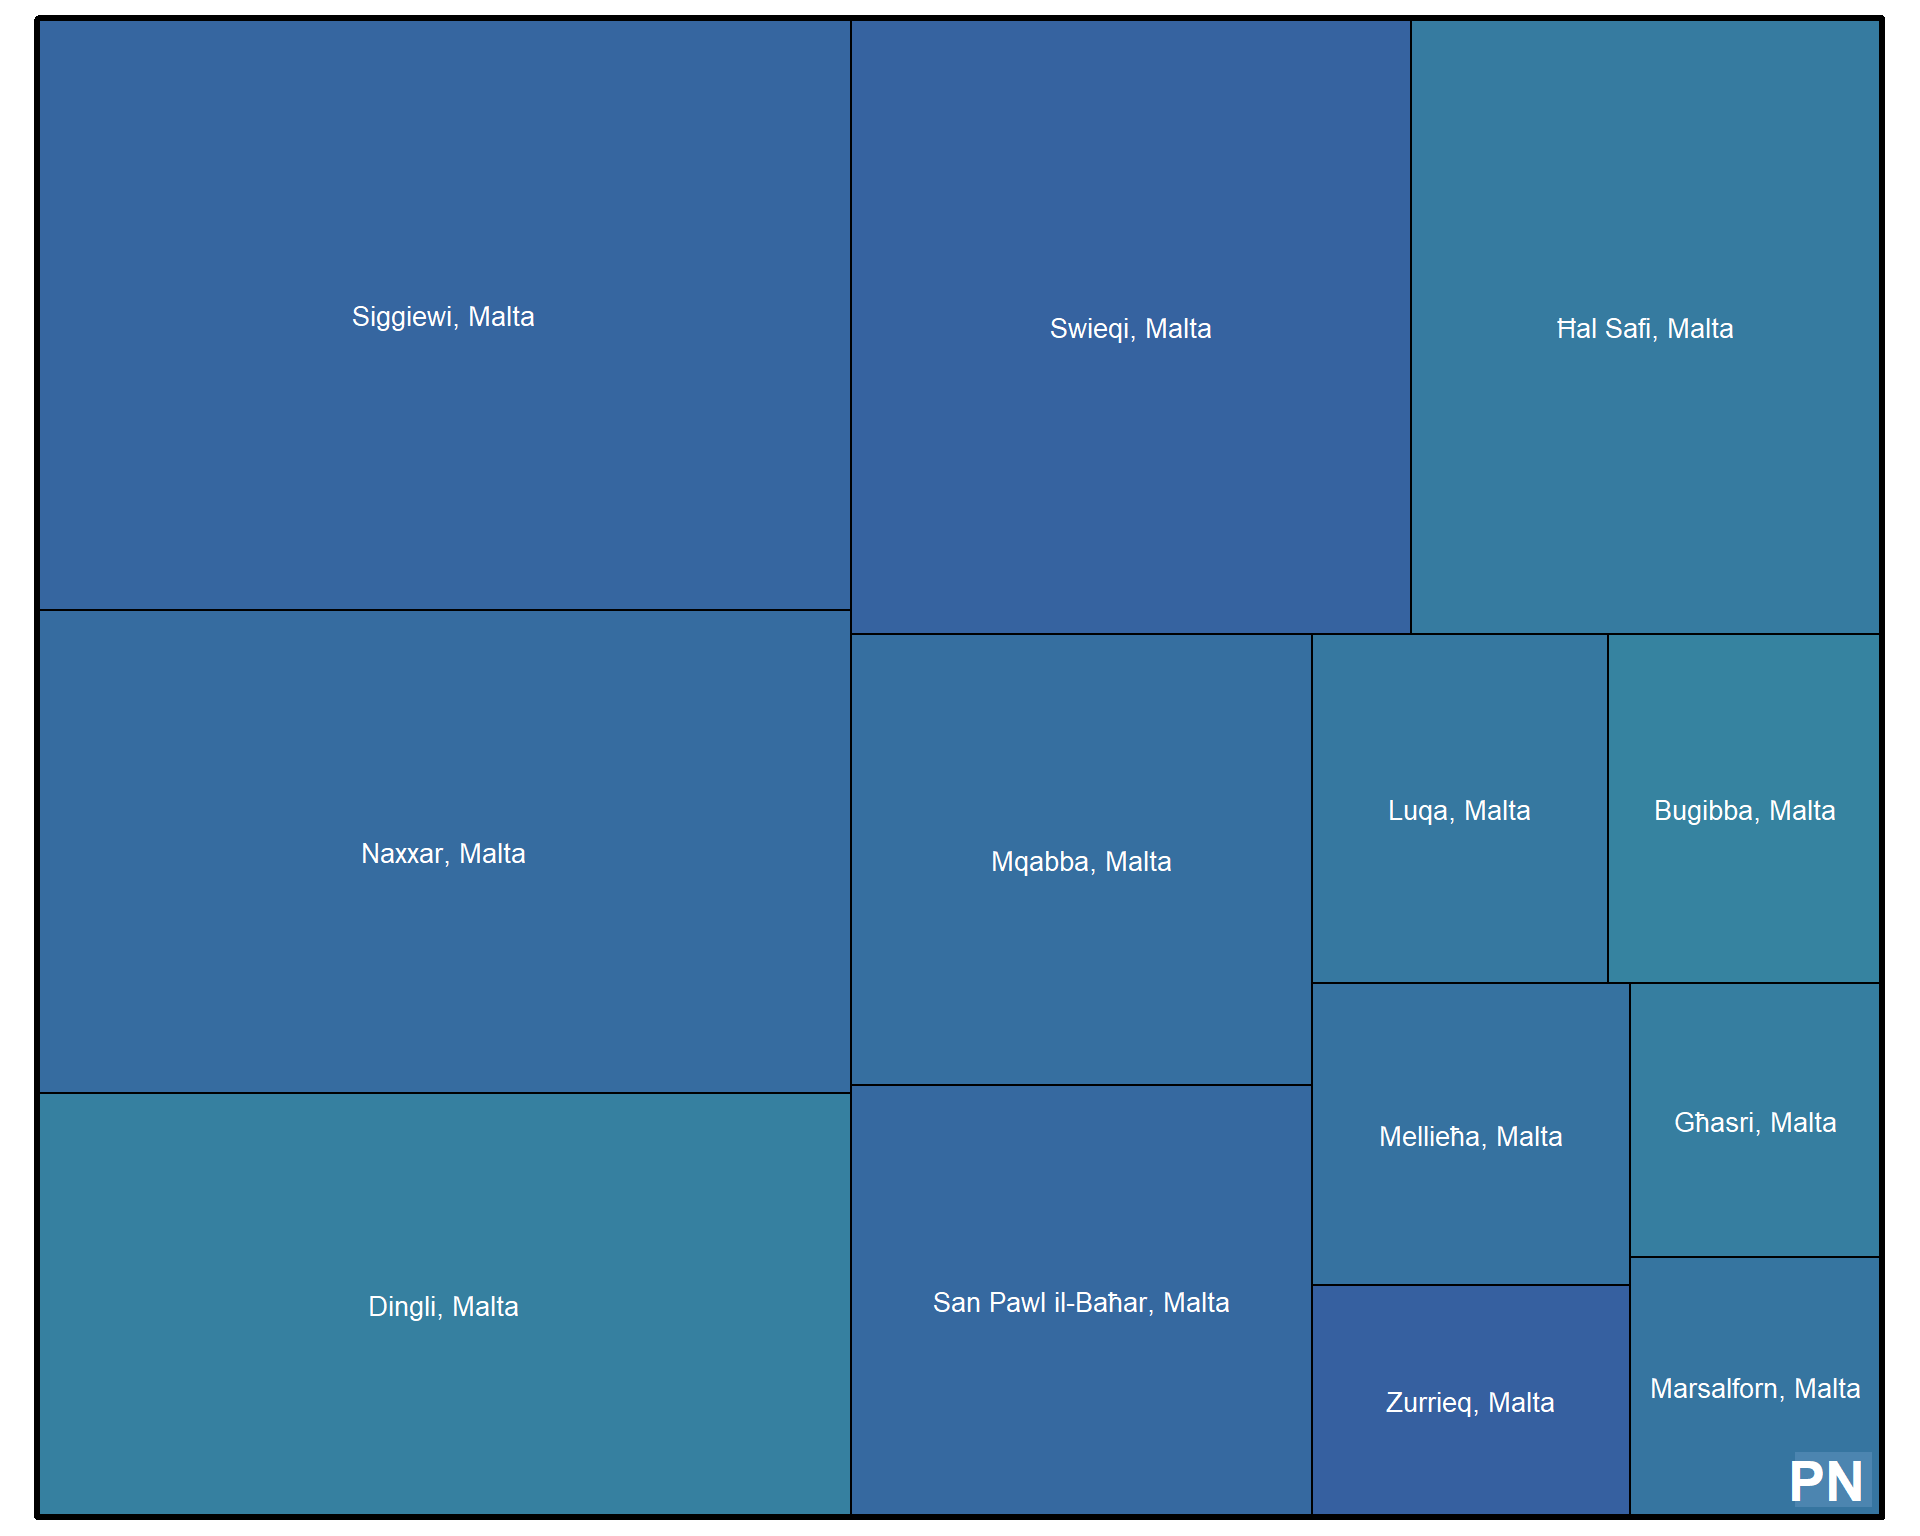 Siggiewi, Malta
Swieqi, Malta
Ħal Safi, Malta
Naxxar, Malta
Mqabba, Malta
Luqa, Malta
Bugibba, Malta
Mellieħa, Malta
Għasri, Malta
Dingli, Malta
San Pawl il-Baħar, Malta
Zurrieq, Malta
Marsalforn, Malta
PN